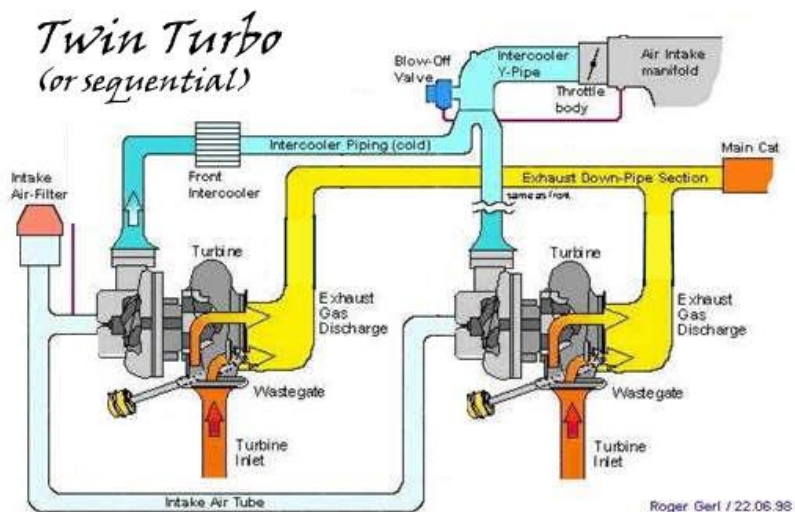 Twin Turbo
(or sequential)
Blow-Off
Valve
Intercooler
Y-Pipe
Air Intake
manifold
Throttle
body
Intercooler Piping (cold)
Main Cat
Intake
Air-Filter
Front
Intercooler
Exhaust Down-Pipe Section
same as front
Turbine
Turbine
Exhaust
Gas
Discharge
Exhaust
Gas
Discharge
Wastegate
Wastegate
Turbine
Inlet
Turbine
Inlet
Intake Air Tube
Roger Gerl / 22.06.98